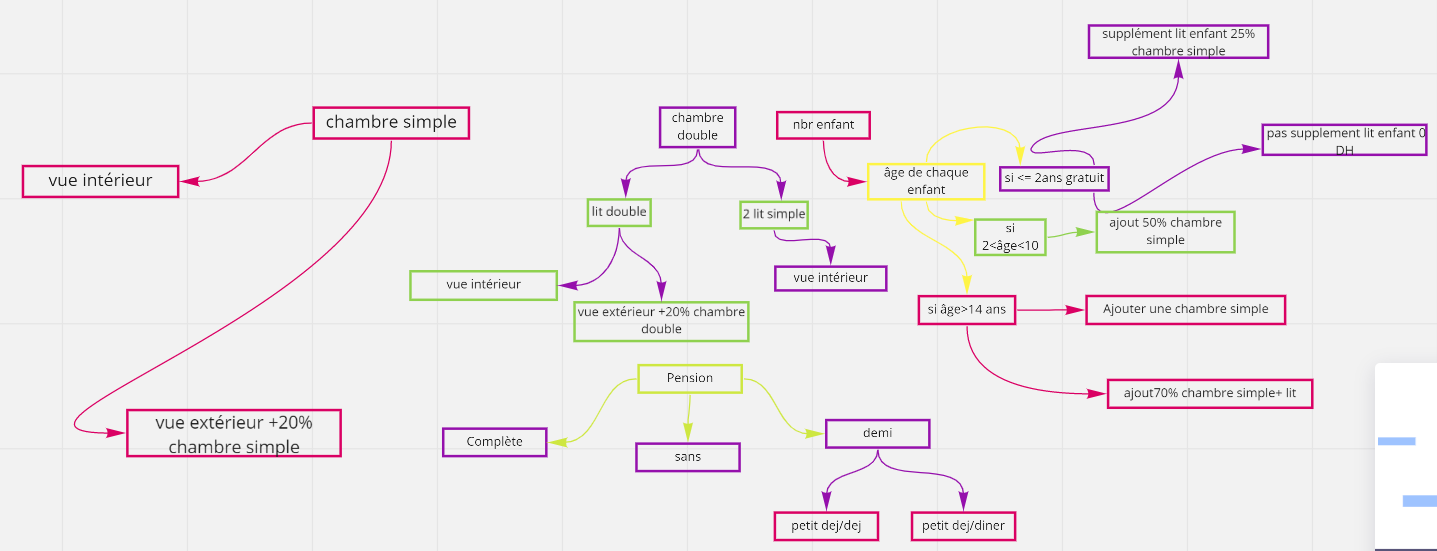 supplément lit enfant 25%
chambre simple
chambre simple
chambre
double
nbr enfant
pas supplement lit enfant 0
DH
vue intérieur
âge de chaque
enfant
si <= 2ans gratuit
lit double
2 lit simple
si
2<âge<10
ajout 50% chambre
simple
vue intérieur
vue intérieur
vue extérieur +20% chambre
double
si âge>14 ans
Ajouter une chambre simple
Pension
ajout70% chambre simple+ lit
vue extérieur +20%
chambre simple
Complète
sans
demi
petit dej/dej
petit dej/diner